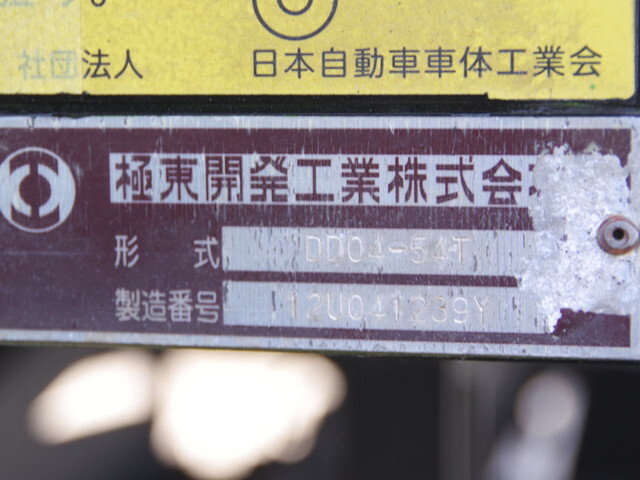 社団法人 日本自動車車体工業会
極東開発工業株式会
形 式 DD04-54T
製造番号 12U041239Y